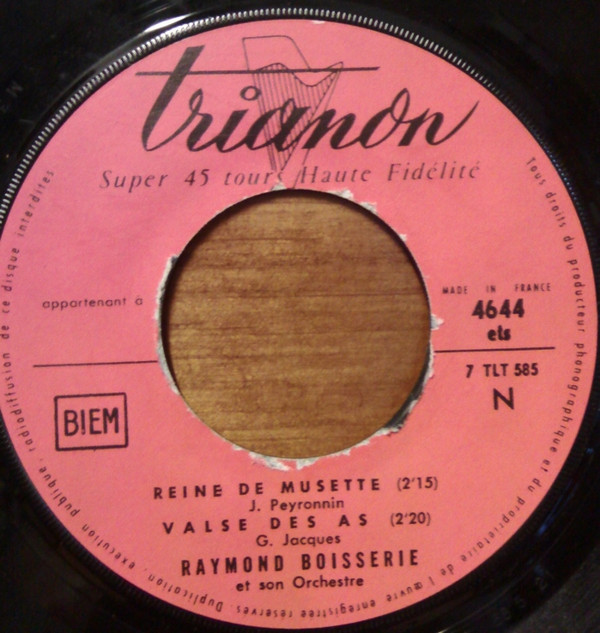 trianon
Super 45 tours Haute Fidélité
appartenant à
MADE IN FRANCE
4644
ets
7 TLT 585
N
BIEM
REINE DE MUSETTE (2'15)
J. Peyronnin
VALSE DES AS (2'20)
G. Jacques
RAYMOND BOISSERIE
et son Orchestre
Tous droits du producteur phonographique et du propriétaire de l'œuvre enregistrée réservés. Duplication, exécution publique, radiodiffusion de ce disque interdites